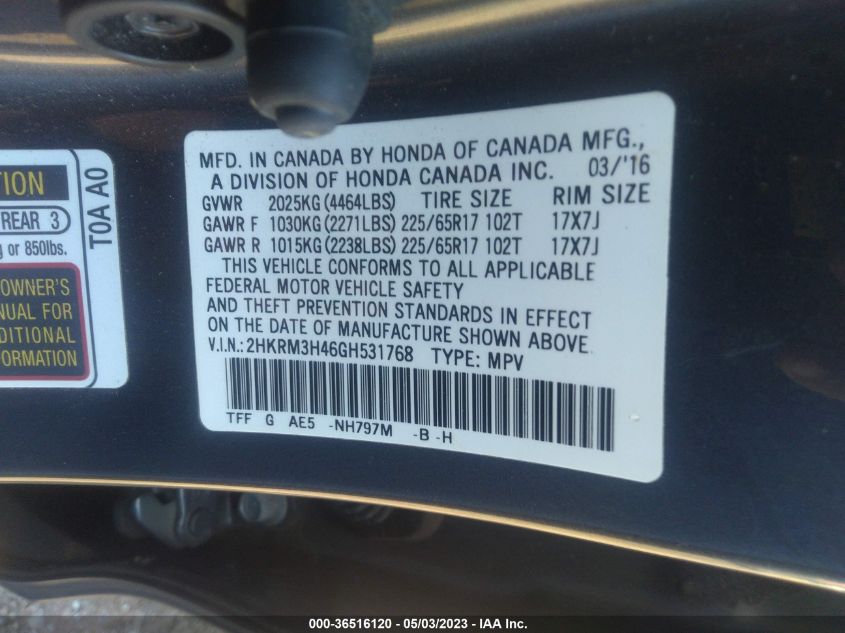 MFD. IN CANADA BY HONDA OF CANADA MFG.,
A DIVISION OF HONDA CANADA INC. 03/'16
GVWR 2025KG(4464LBS) TIRE SIZE RIM SIZE
GAWR F 1030KG(2271LBS) 225/65R17 102T 17X7J
GAWR R 1015KG(2238LBS) 225/65R17 102T 17X7J
THIS VEHICLE CONFORMS TO ALL APPLICABLE
FEDERAL MOTOR VEHICLE SAFETY
AND THEFT PREVENTION STANDARDS IN EFFECT
ON THE DATE OF MANUFACTURE SHOWN ABOVE.
V.I.N.:2HKRM3H46GH531768 TYPE: MPV
TFF G AE5 -NH797M -B -H
REAR 3
or 850lbs.
OWNER'S
FOR
T0A A0
000-36516120 — 05/03/2023 - IAA Inc.